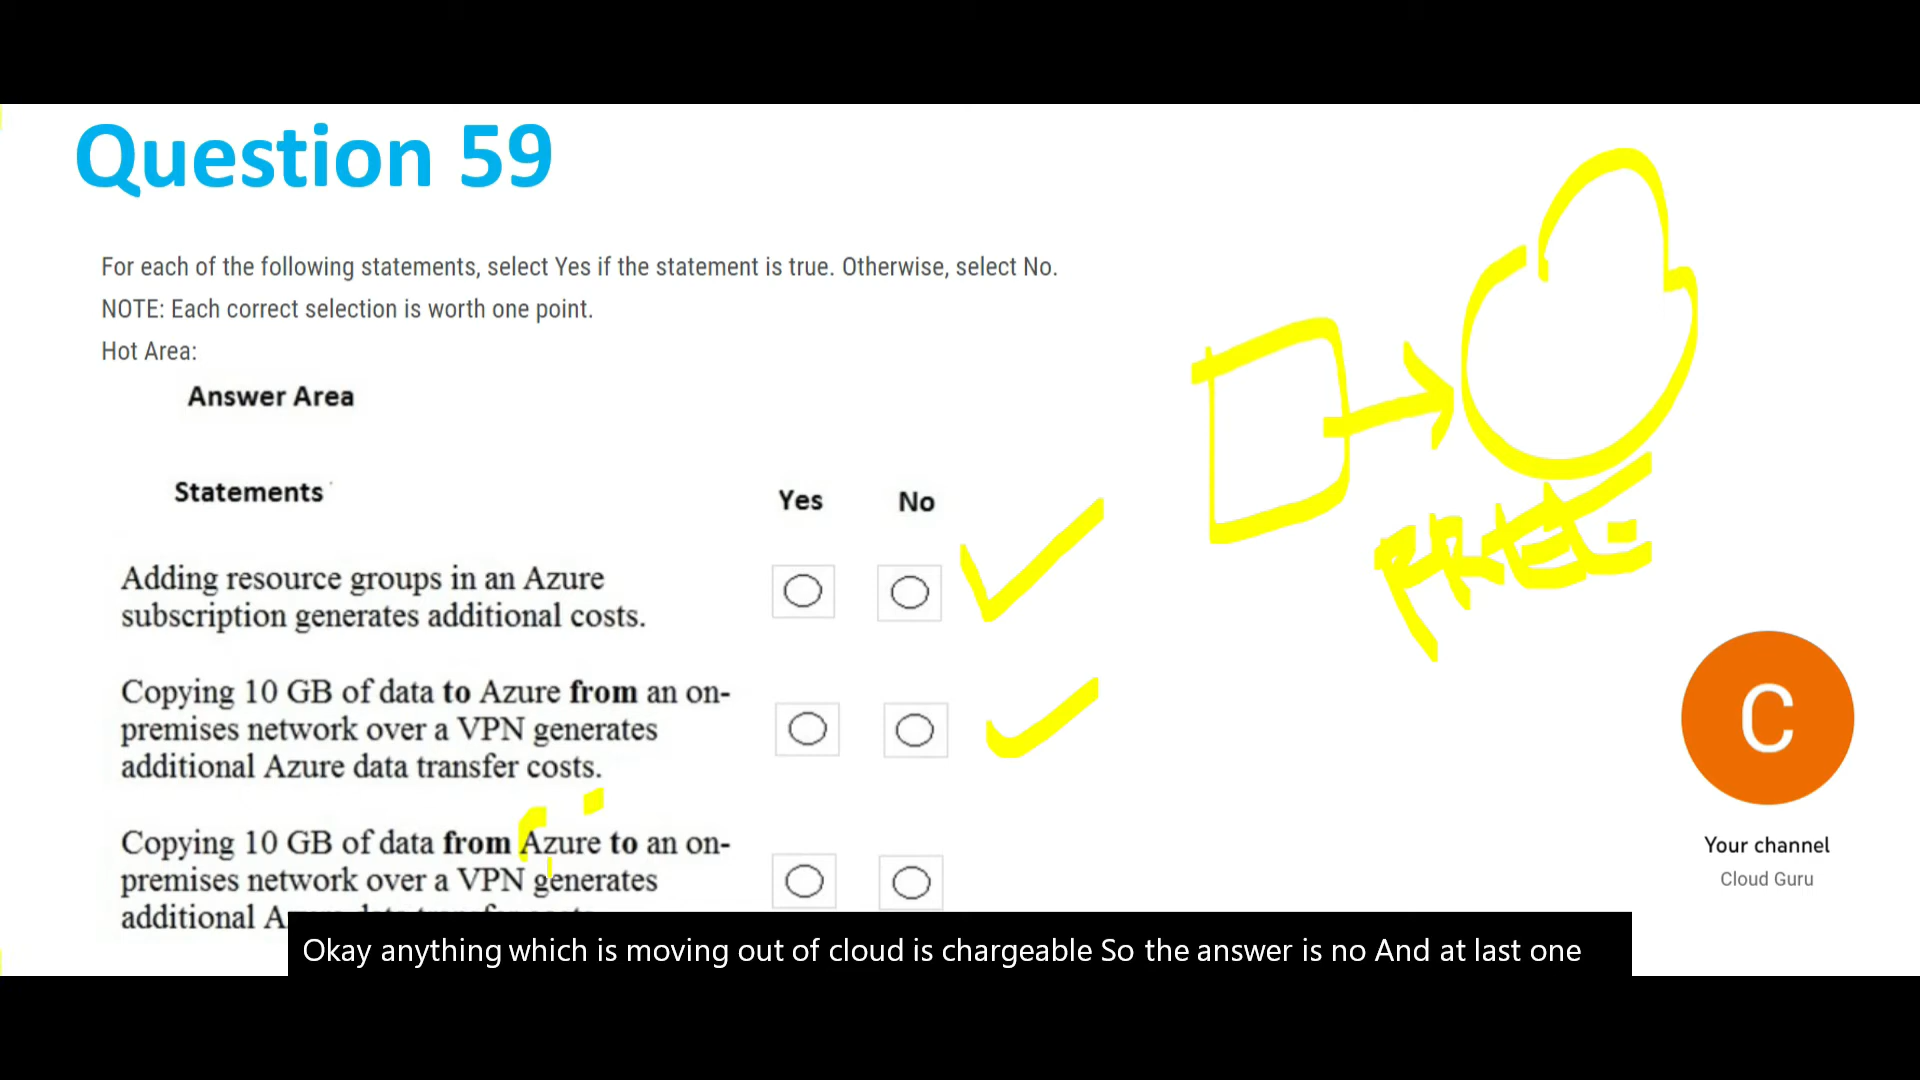 Question 59
For each of the following statements, select Yes if the statement is true. Otherwise, select No.
NOTE: Each correct selection is worth one point.
Hot Area:
Answer Area
Statements
Yes No
Adding resource groups in an Azure
subscription generates additional costs.
Copying 10 GB of data to Azure from an on-
premises network over a VPN generates
additional Azure data transfer costs.
Copying 10 GB of data from Azure to an on-
premises network over a VPN generates
additional
C
Your channel
Cloud Guru
Okay anything which is moving out of cloud is chargeable So the answer is no And at last one